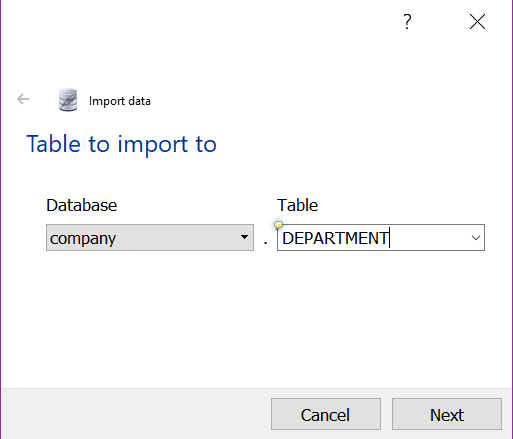 ?
Import data
Table to import to
Database Table
company . DEPARTMENT
Cancel Next